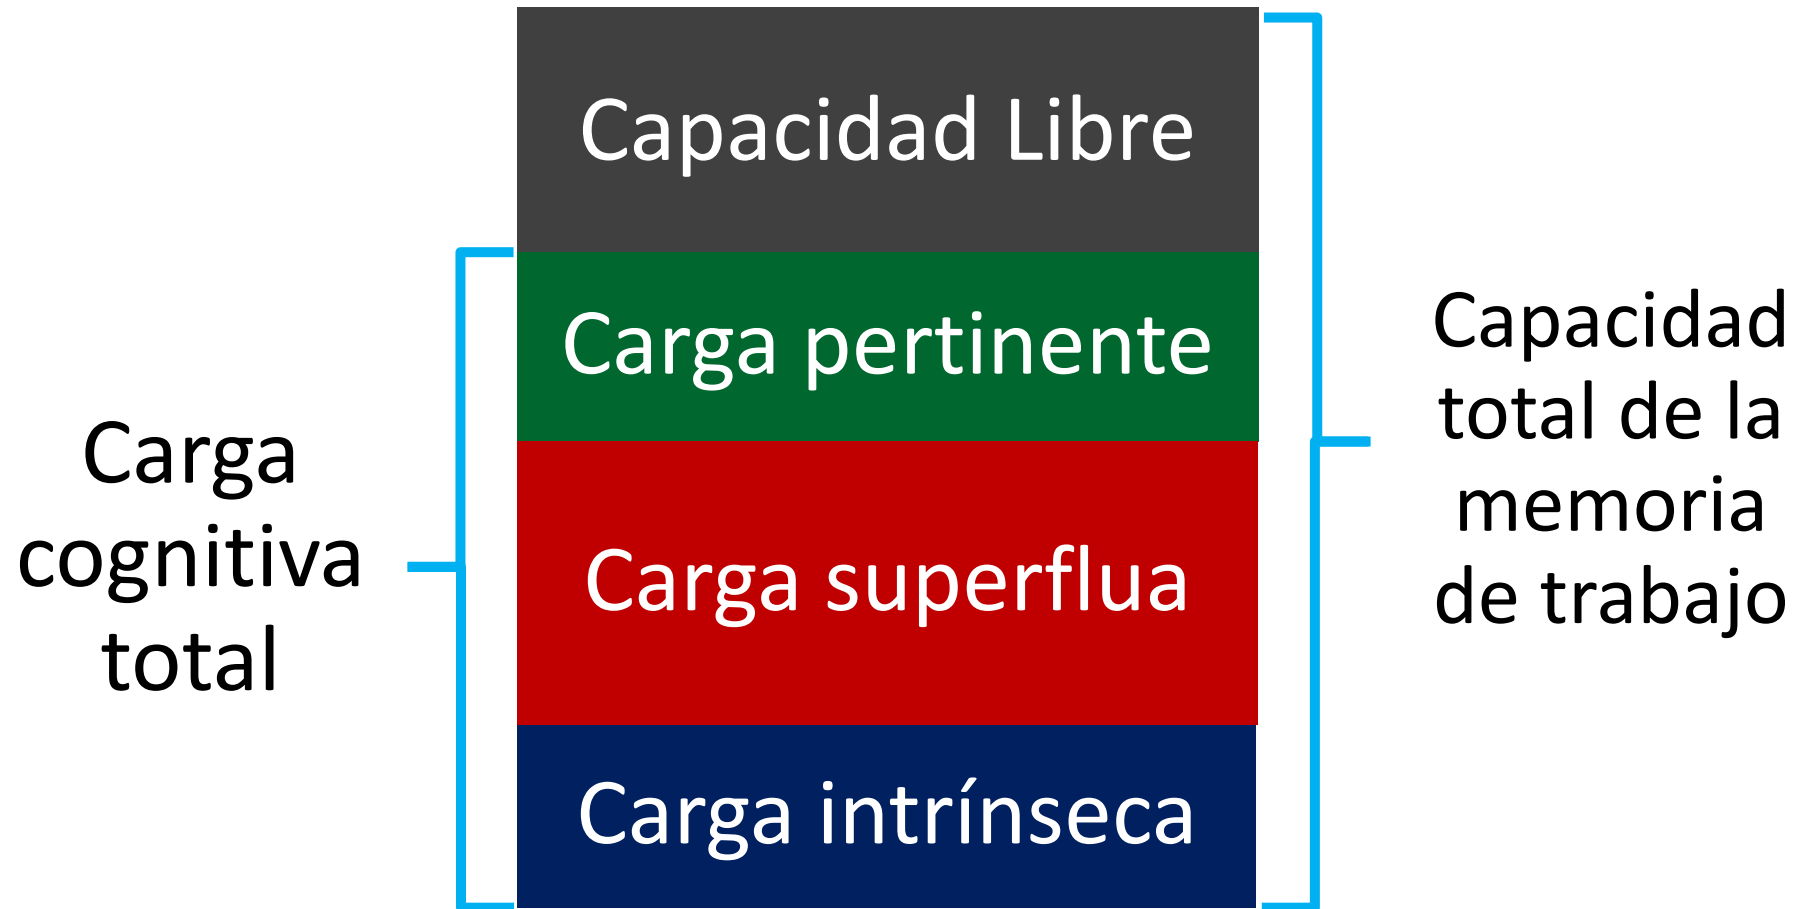 Capacidad Libre
Carga pertinente
Carga superflua
Carga intrínseca
Carga
cognitiva
total
Capacidad
total de la
memoria
de trabajo